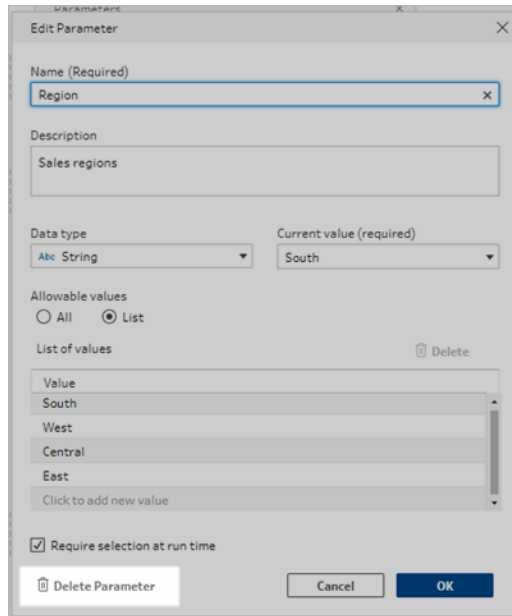 Parameters
Edit Parameter
Name (Required)
Region
Description
Sales regions
Data type
Current value (required)
Abc String
South
Allowable values
All
List
List of values
Delete
Value
South
West
Central
East
Click to add new value
Require selection at run time
Delete Parameter
Cancel
OK